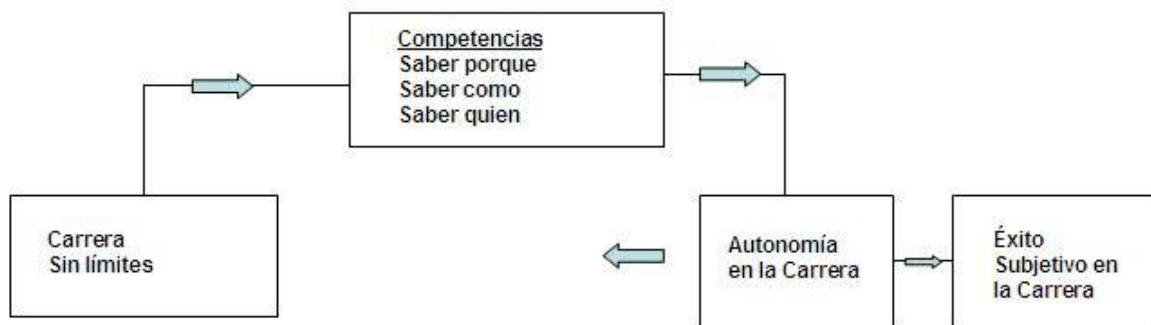 Competencias
Saber porque
Saber como
Saber quien
Carrera
Sin límites
Autonomía
en la Carrera
Éxito
Subjetivo en
la Carrera